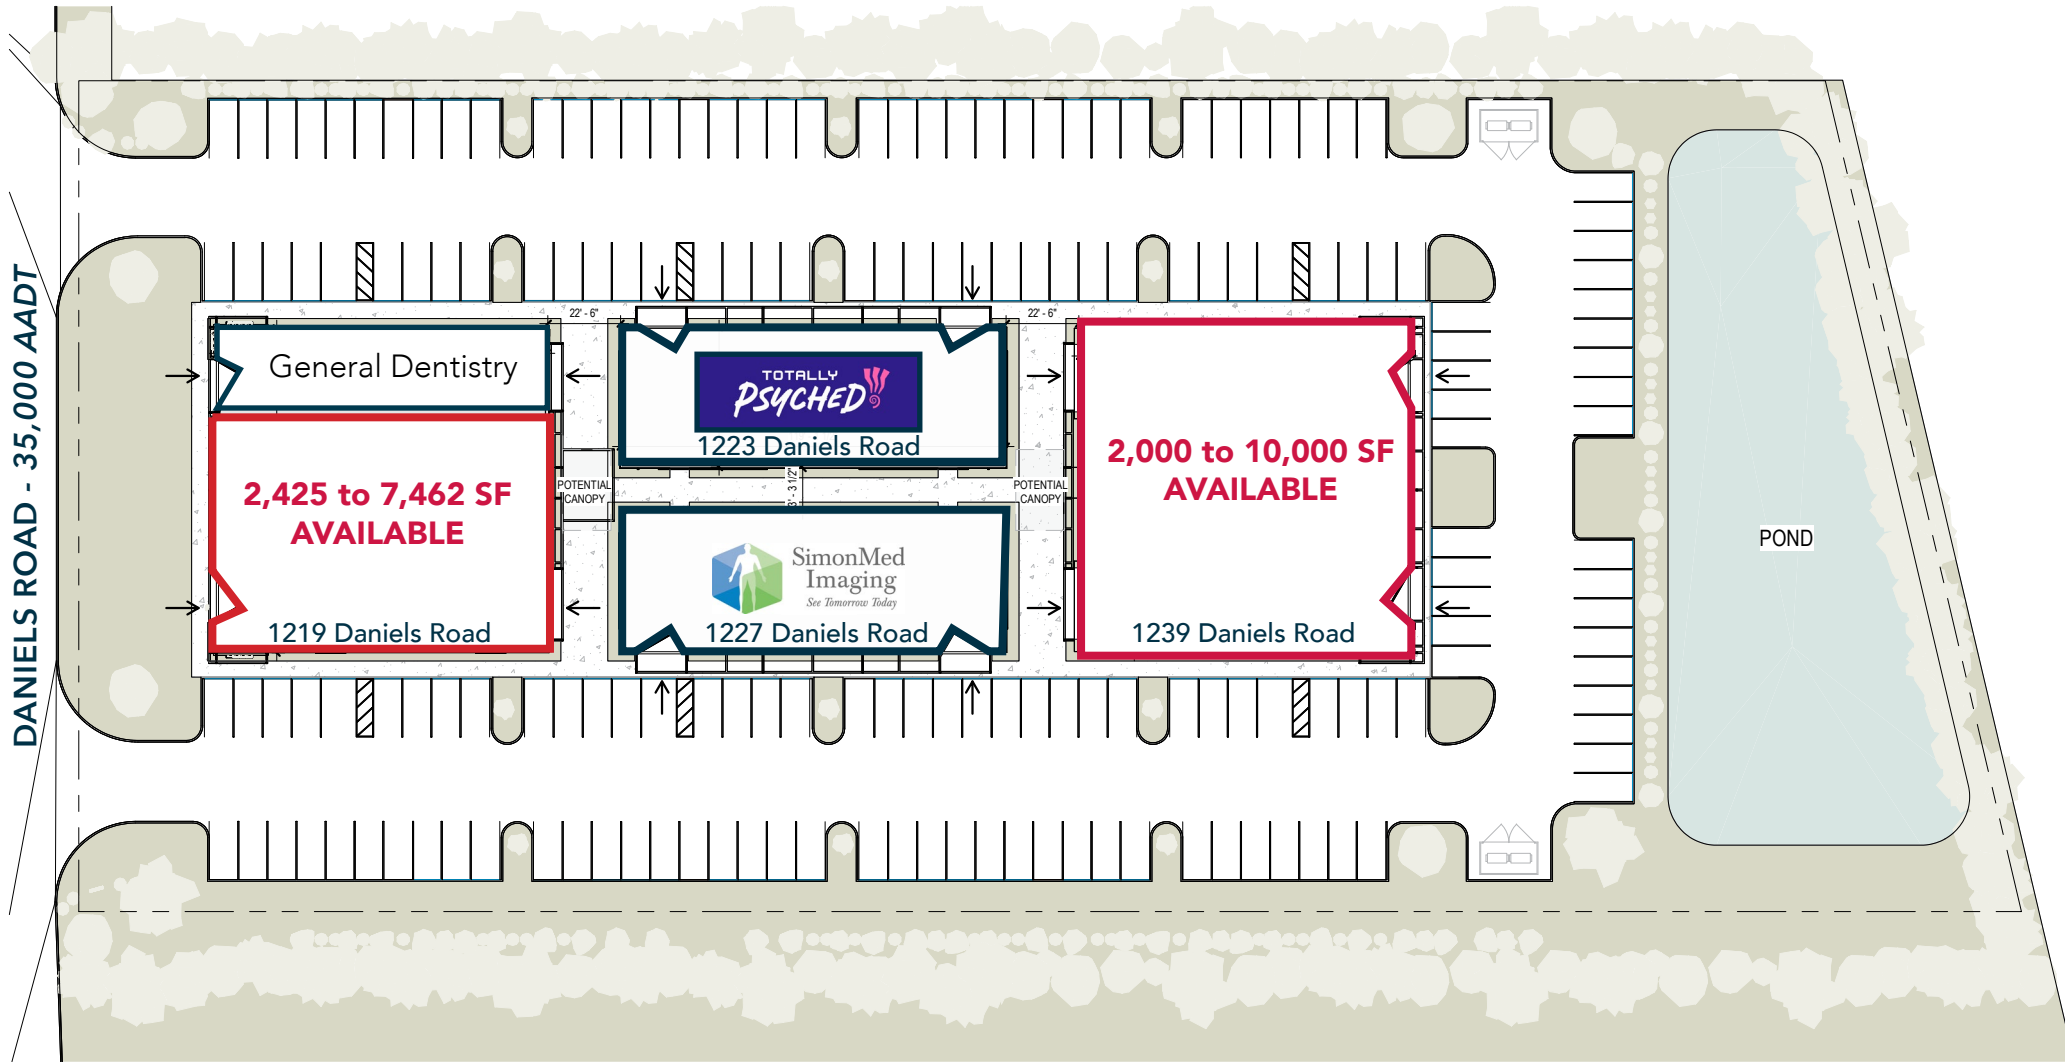 DANIELS ROAD - 35,000 AADT
General Dentistry
2,425 to 7,462 SF
AVAILABLE
1219 Daniels Road
22' - 6"
POTENTIAL
CANOPY
TOTALLY
PSYCHED
1223 Daniels Road
SimonMed
Imaging
See Tomorrow Today
1227 Daniels Road
22' - 6"
POTENTIAL
CANOPY
2,000 to 10,000 SF
AVAILABLE
1239 Daniels Road
POND